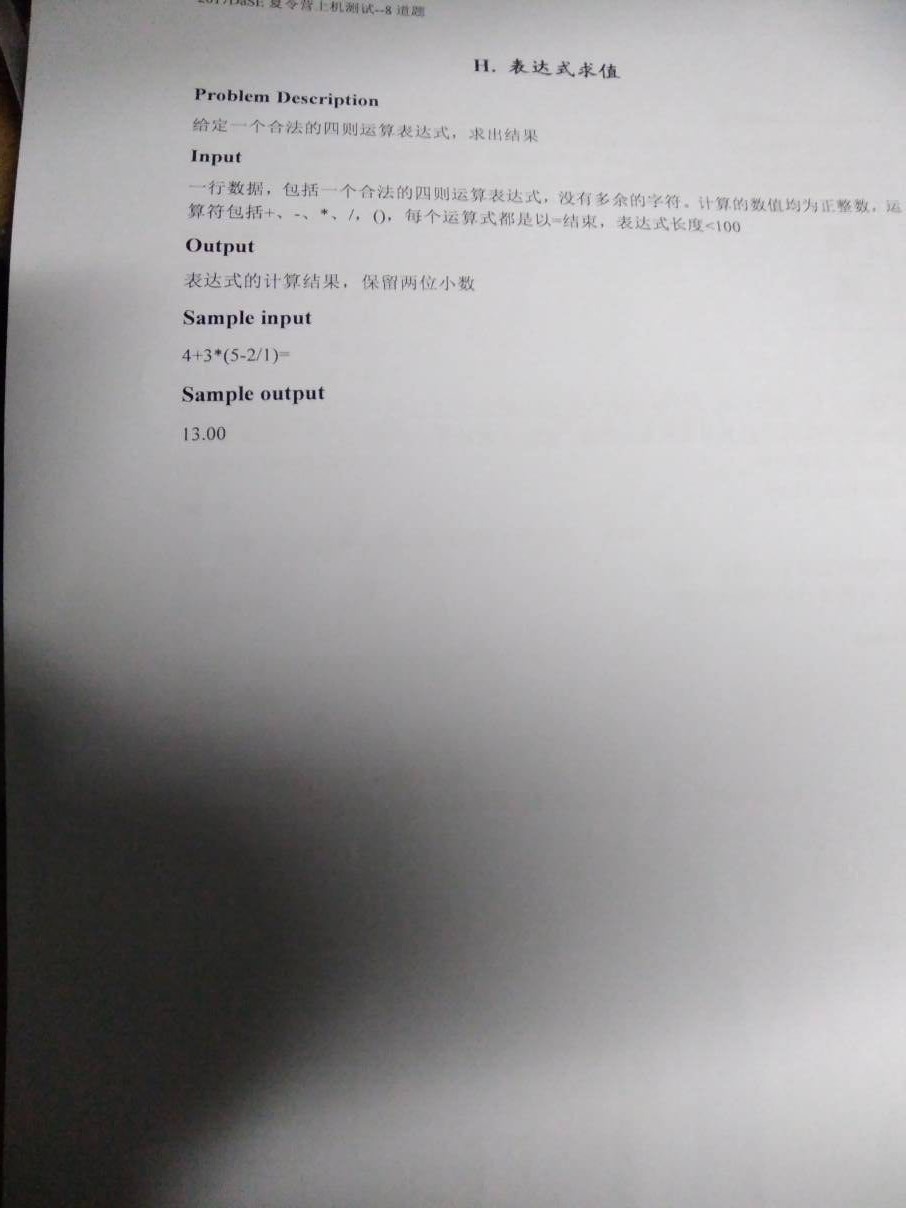 2017DaSE 夏令营上机测试--8 道题
H. 表达式求值
Problem Description
给定一个合法的四则运算表达式，求出结果
Input
一行数据，包括一个合法的四则运算表达式，没有多余的字符。计算的数值均为正整数，运
算符包括+、-、*、/，()，每个运算式都是以=结束，表达式长度<100
Output
表达式的计算结果，保留两位小数
Sample input
4+3*(5-2/1)=
Sample output
13.00